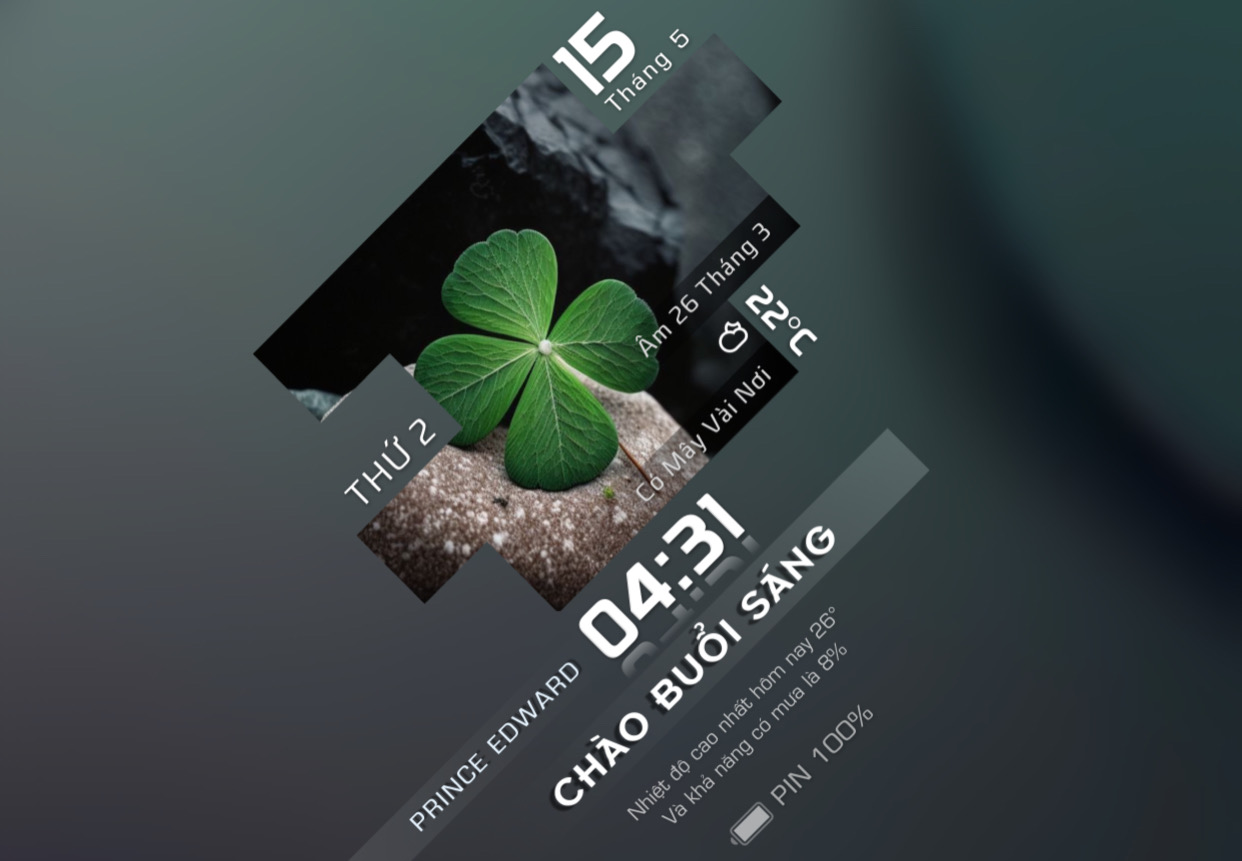 15
Tháng 5
Âm 26 Tháng 3
22°C
Có Mây Vài Nơi
THỨ 2
04:31
PRINCE EDWARD
CHÀO BUỔI SÁNG
Nhiệt độ cao nhất hôm nay 26°
Và khả năng có mưa là 8%
PIN 100%